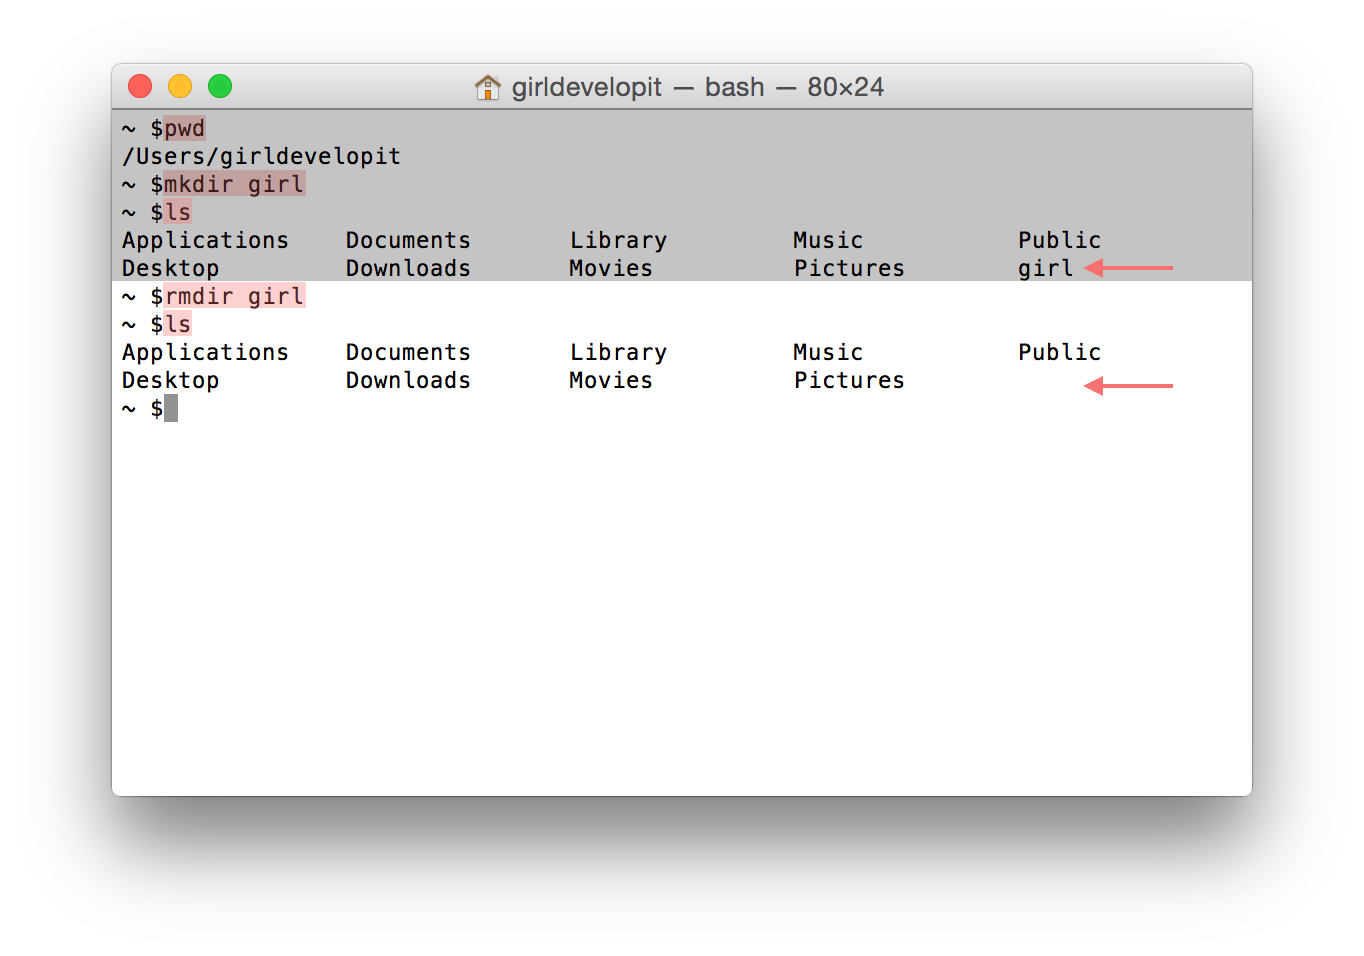 girldevelopit — bash — 80×24
~ $pwd
/Users/girldevelopit
~ $mkdir girl
~ $ls
Applications    Documents       Library         Music           Public
Desktop         Downloads       Movies          Pictures        girl
~ $rmdir girl
~ $ls
Applications    Documents       Library         Music           Public
Desktop         Downloads       Movies          Pictures
~ $